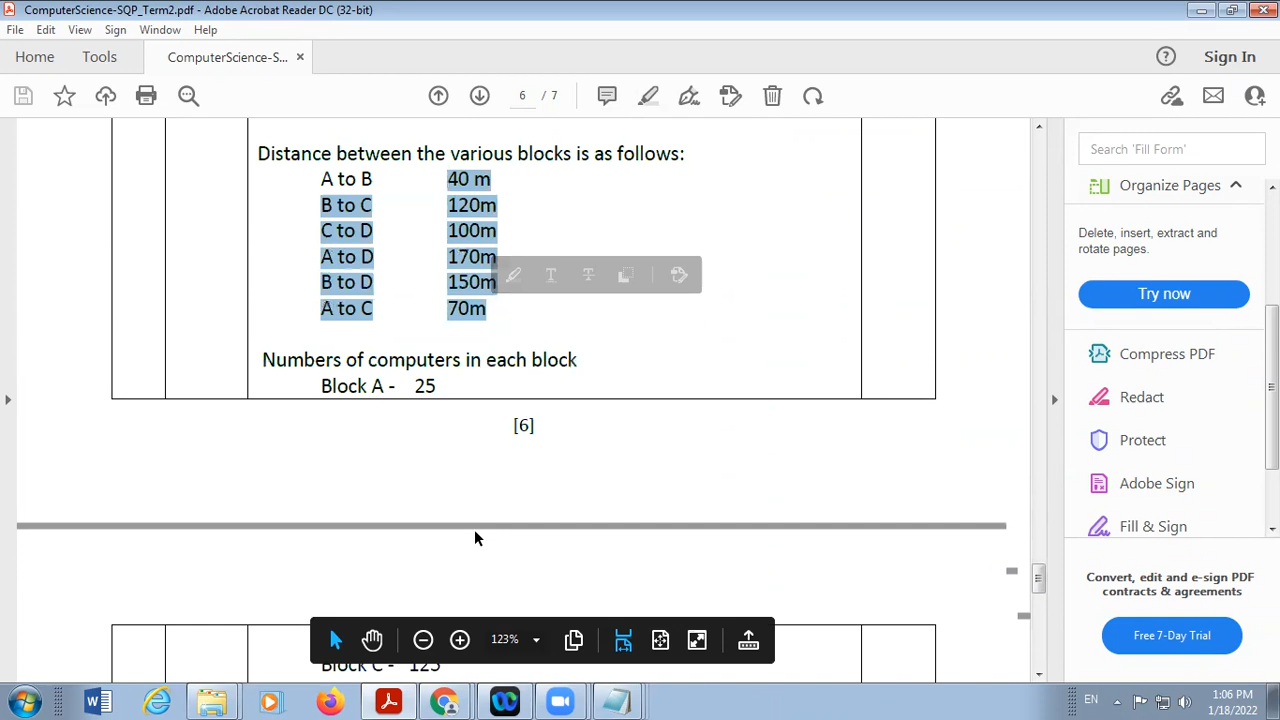 ComputerScience-SQP_Term2.pdf - Adobe Acrobat Reader DC (32-bit)
File Edit View Sign Window Help
Home Tools ComputerScience-S... × ? Sign In
6 / 7
Distance between the various blocks is as follows:
A to B 40 m
B to C 120m
C to D 100m
A to D 170m
B to D 150m
A to C 70m
Numbers of computers in each block
Block A - 25
[6]
Block C - 125
123%
Search 'Fill Form'
Organize Pages
Delete, insert, extract and
rotate pages.
Try now
Compress PDF
Redact
Protect
Adobe Sign
Fill & Sign
Convert, edit and e-sign PDF
contracts & agreements
Free 7-Day Trial
EN 1:06 PM
1/18/2022